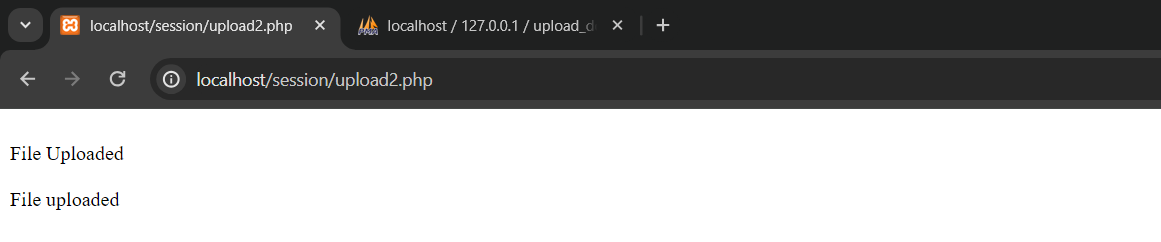 localhost/session/upload2.php
localhost / 127.0.0.1 / upload_d
localhost/session/upload2.php
File Uploaded
File uploaded